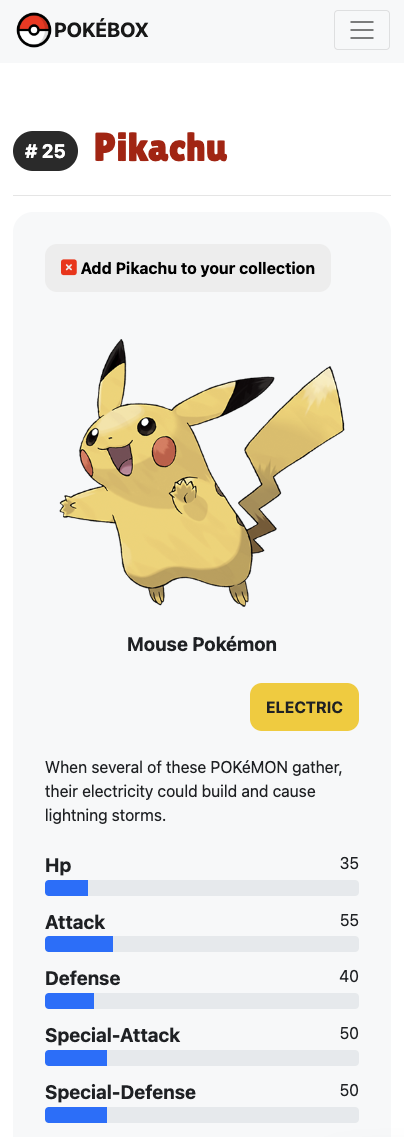 POKÉBOX
# 25 Pikachu
Add Pikachu to your collection
Mouse Pokémon
ELECTRIC
When several of these POKéMON gather,
their electricity could build and cause
lightning storms.
Hp 35
Attack 55
Defense 40
Special-Attack 50
Special-Defense 50